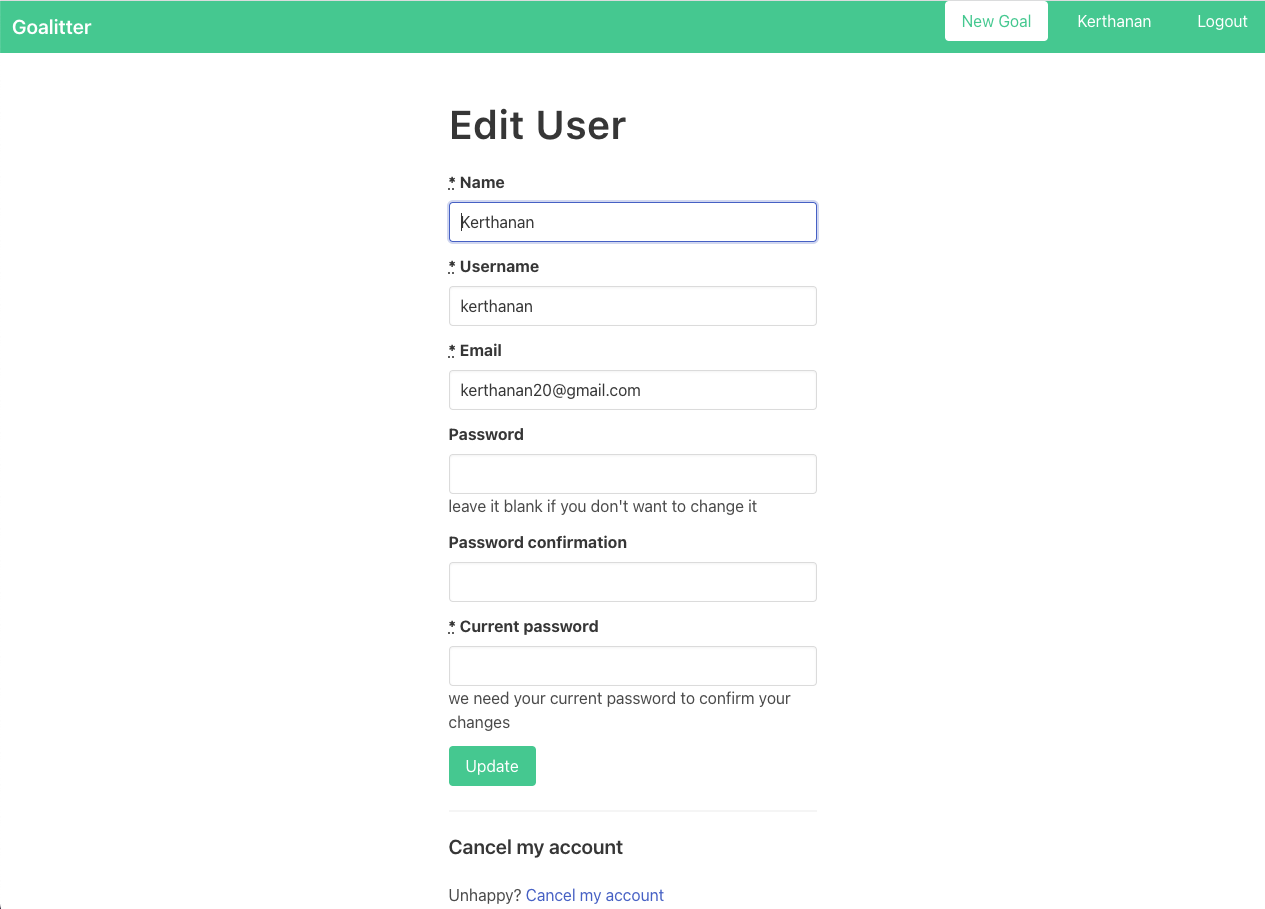 Goalitter
New Goal
Kerthanan
Logout
Edit User
* Name
Kerthanan
* Username
kerthanan
* Email
kerthanan20@gmail.com
Password
leave it blank if you don't want to change it
Password confirmation
* Current password
we need your current password to confirm your
changes
Update
Cancel my account
Unhappy? Cancel my account